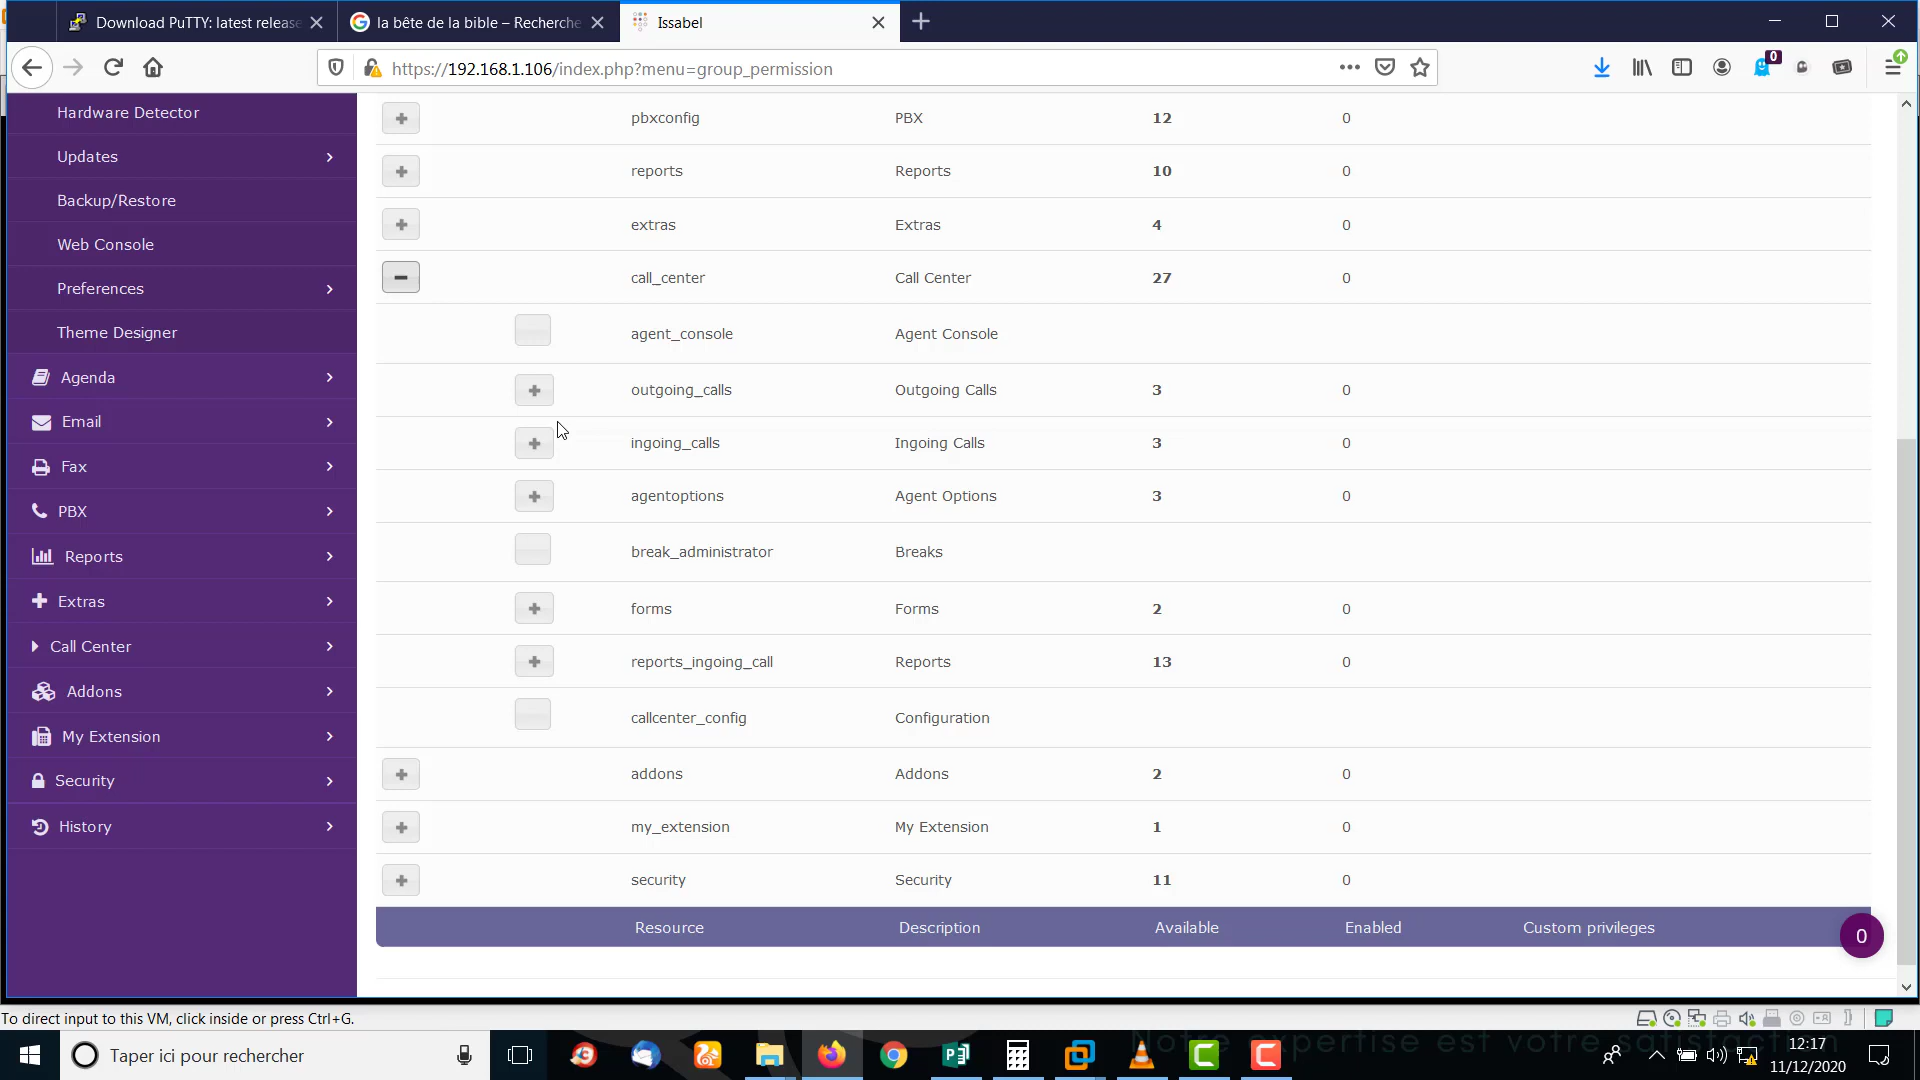 Download PuTTY: latest release
la bête de la bible – Recherche
Issabel
https://192.168.1.106/index.php?menu=group_permission
0
Hardware Detector
Updates
Backup/Restore
Web Console
Preferences
Theme Designer
Agenda
Email
Fax
PBX
Reports
Extras
Call Center
Addons
My Extension
Security
History
pbxconfig PBX 12 0
reports Reports 10 0
extras Extras 4 0
call_center Call Center 27 0
agent_console Agent Console
outgoing_calls Outgoing Calls 3 0
ingoing_calls Ingoing Calls 3 0
agentoptions Agent Options 3 0
break_administrator Breaks
forms Forms 2 0
reports_ingoing_call Reports 13 0
callcenter_config Configuration
addons Addons 2 0
my_extension My Extension 1 0
security Security 11 0
Resource Description Available Enabled Custom privileges
0
To direct input to this VM, click inside or press Ctrl+G.
Taper ici pour rechercher
Notre expertise est votre satisfaction
12:17
11/12/2020